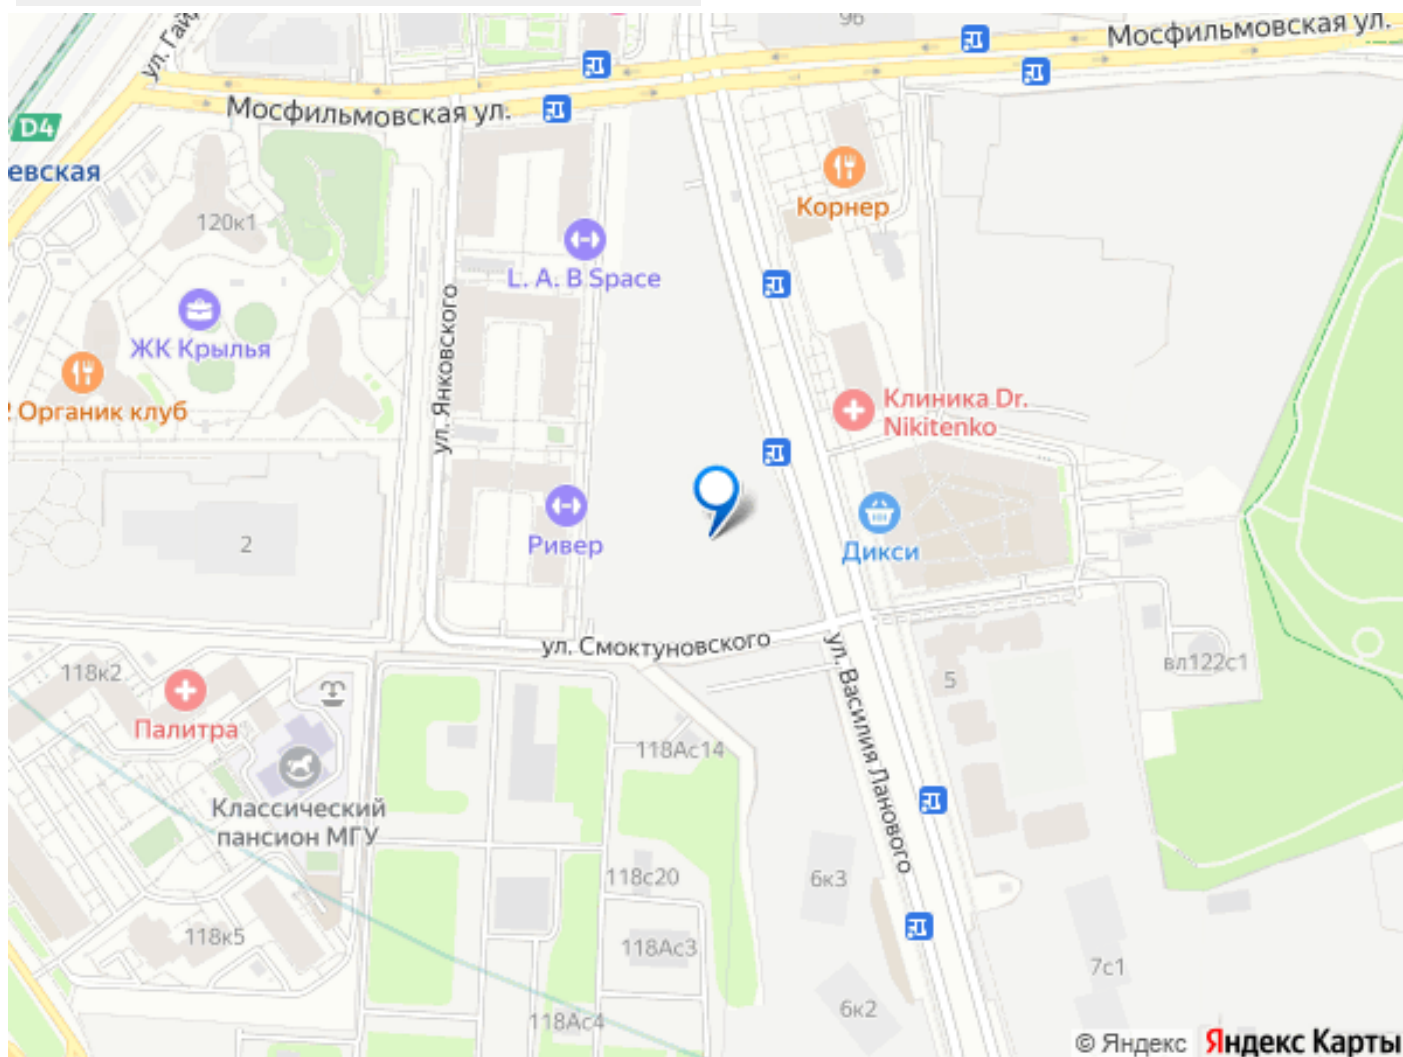 96
Мосфильмовская ул.
ул. Гай
Мосфильмовская ул.
D4
евская
120к1
Корнер
L. A. B Space
ул. Янковского
ЖК Крылья
Органик клуб
Клиника Dr.
Nikitenko
2
Ривер
Дикси
ул. Смоктуновского
118к2
Палитра
5
вл122с1
ул. Василия Ланового
118Ас14
Классический
пансион МГУ
118с20
6к3
118к5
118Ас3
7с1
6к2
118Ас4
© Яндекс Яндекс Карты